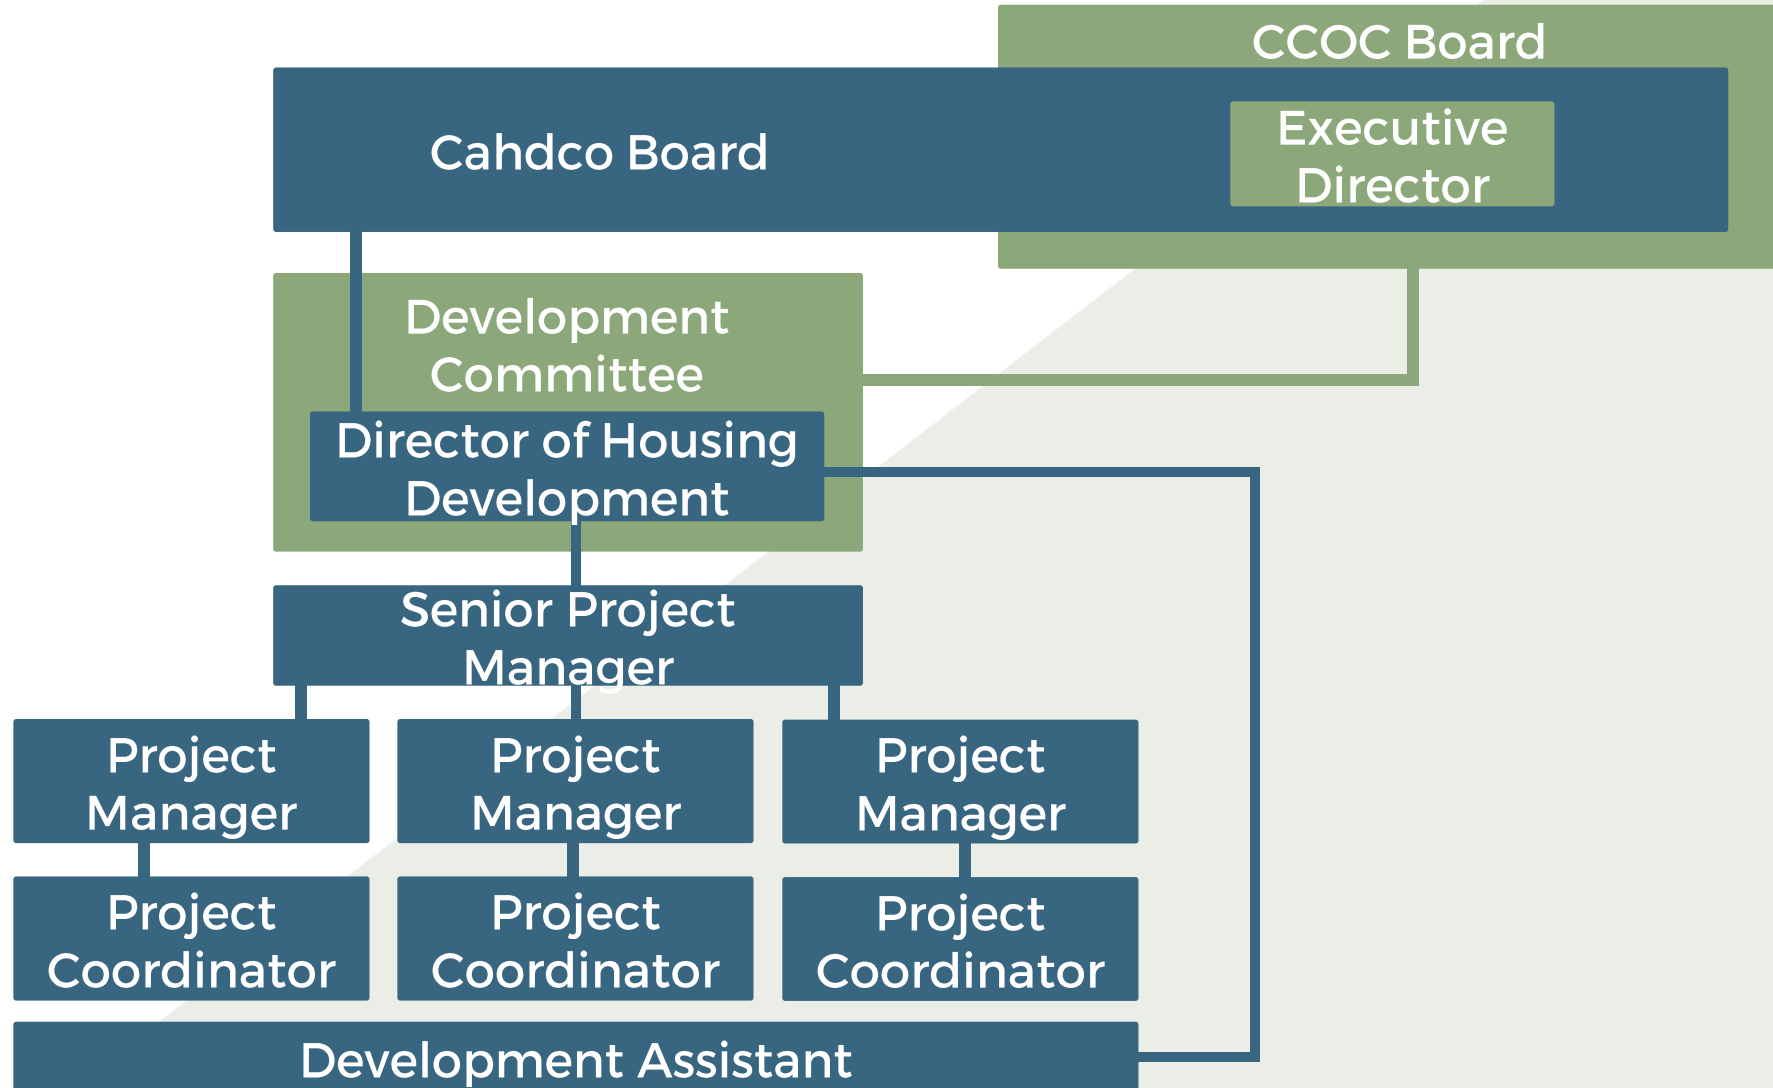 CCOC Board
Cahdco Board
Executive
Director
Development
Committee
Director of Housing
Development
Senior Project
Manager
Project
Manager
Project
Manager
Project
Manager
Project
Coordinator
Project
Coordinator
Project
Coordinator
Development Assistant